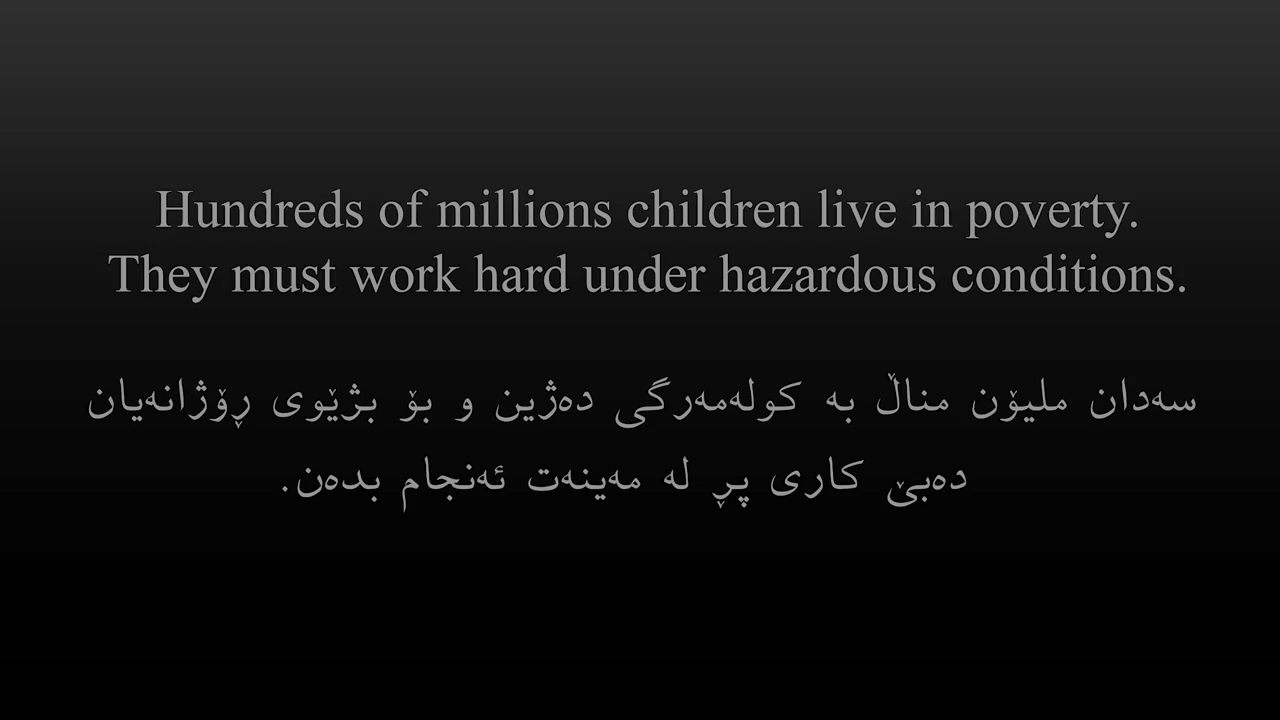 Hundreds of millions children live in poverty.
They must work hard under hazardous conditions.
سەدان ملیۆن مناڵ بە کولەمەرگی دەژین و بۆ بژێوی ڕۆژانەیان
دەبێ کاری پڕ لە مەینەت ئەنجام بدەن.